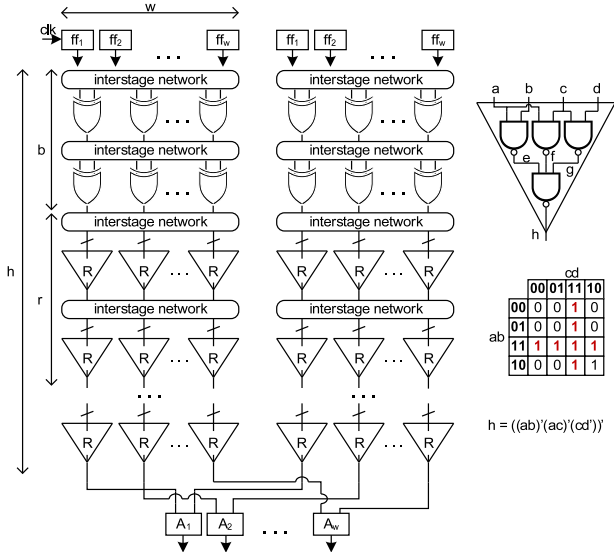 w
clk ff1 ff2 ... ffw ff1 ff2 ... ffw
interstage network interstage network
... ...
b
interstage network interstage network
... ...
interstage network interstage network
R R ... R R R ... R
h r
interstage network interstage network
R R ... R R R ... R
... ...
R R ... R R R ... R
A1 A2 ... Aw
a b c d
e f g
h
cd
00 01 11 10
00 0 0 1 0
01 0 0 1 0
ab
11 1 1 1 1
10 0 0 1 1
h = ((ab)'(ac)'(cd'))'